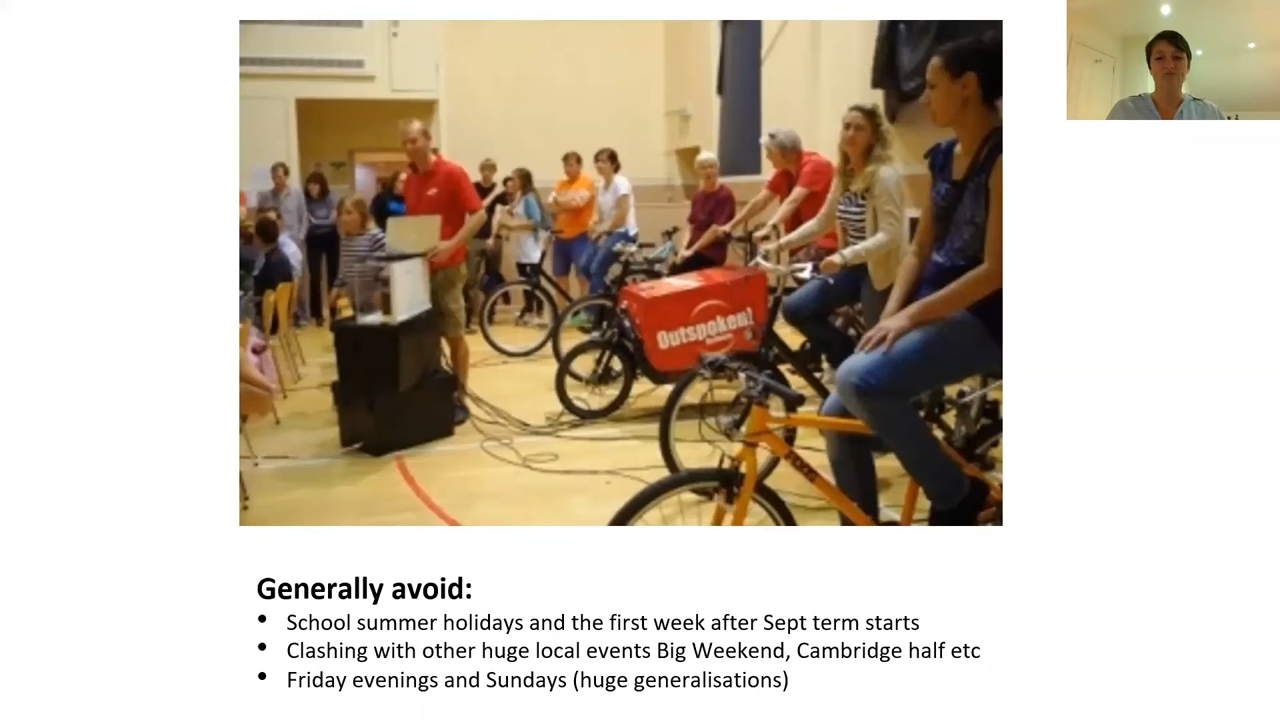 Outspoken!
Generally avoid:
• School summer holidays and the first week after Sept term starts
• Clashing with other huge local events Big Weekend, Cambridge half etc
• Friday evenings and Sundays (huge generalisations)